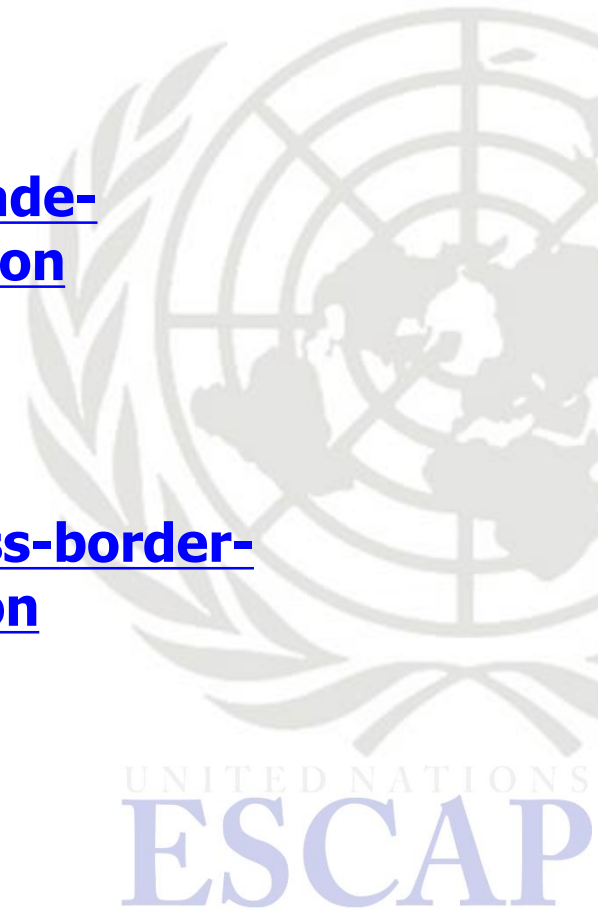 ade-
on
ss-border-
on
UNITED NATIONS
ESCAP